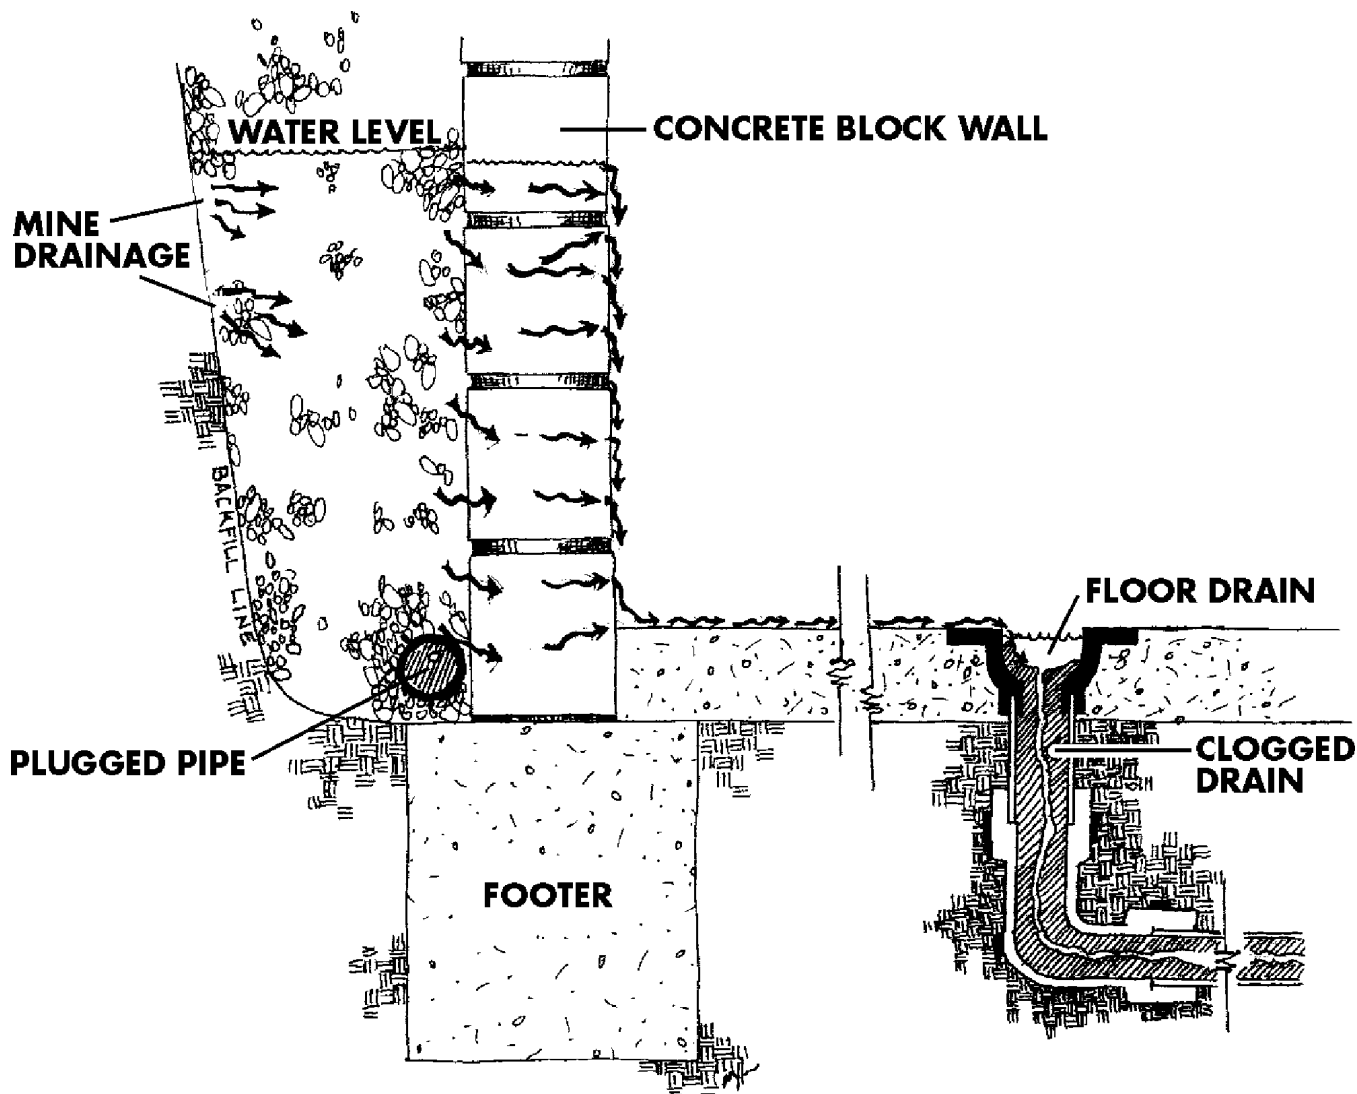 WATER LEVEL
CONCRETE BLOCK WALL
MINE
DRAINAGE
BACKFILL LINE
FLOOR DRAIN
PLUGGED PIPE
CLOGGED
DRAIN
FOOTER